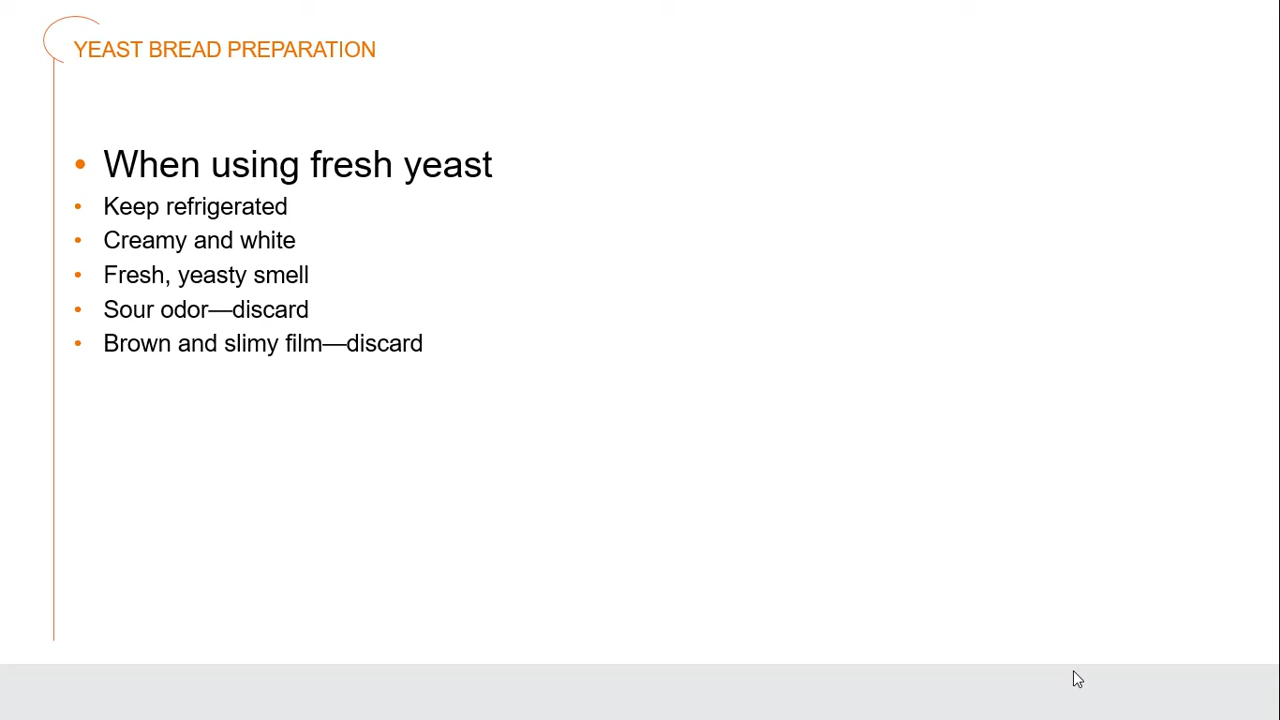 YEAST BREAD PREPARATION
• When using fresh yeast
• Keep refrigerated
• Creamy and white
• Fresh, yeasty smell
• Sour odor—discard
• Brown and slimy film—discard